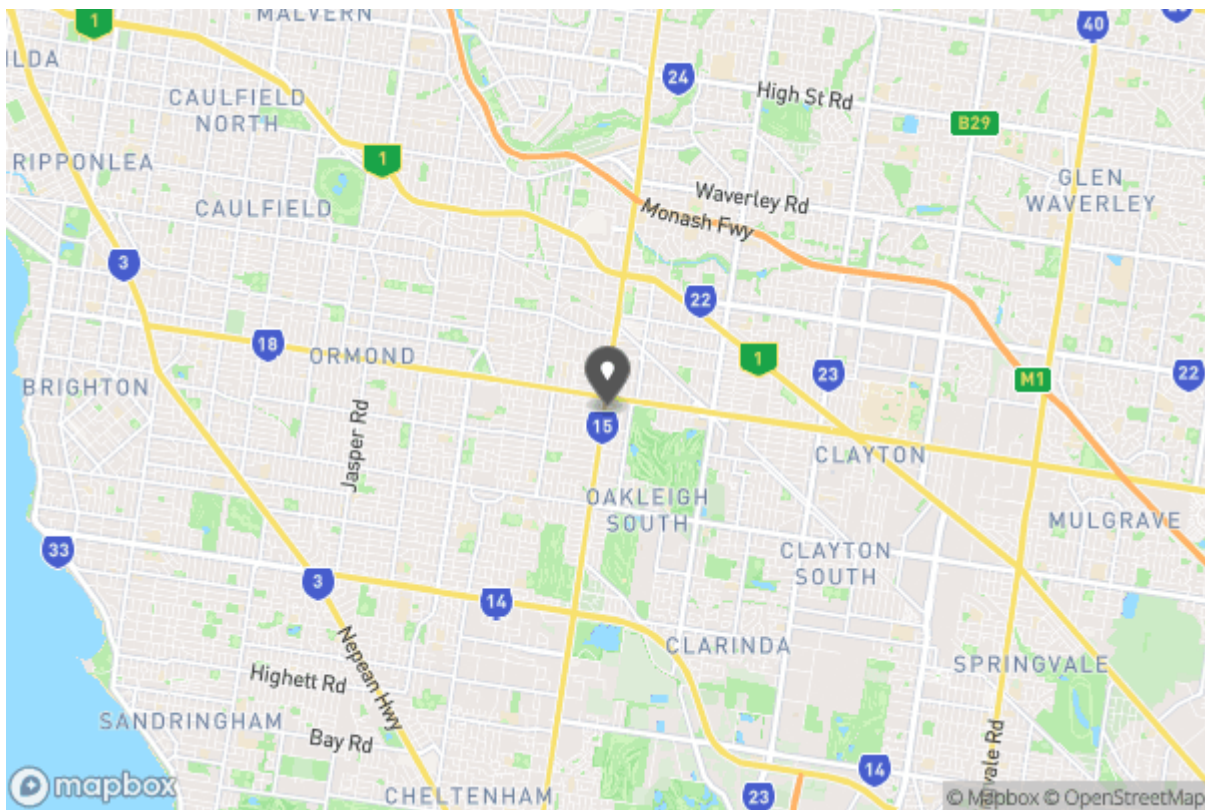 MALVERN
1
40
ILDA
24
High St Rd
CAULFIELD
NORTH
B29
RIPPONLEA
1
GLEN
WAVERLEY
Waverley Rd
CAULFIELD
Monash Fwy
3
22
18
ORMOND
1
23
22
BRIGHTON
M1
Jasper Rd
15
CLAYTON
OAKLEIGH
SOUTH
MULGRAVE
33
CLAYTON
SOUTH
3
14
CLARINDA
SPRINGVALE
Nepean Hwy
Highett Rd
SANDRINGHAM
Bay Rd
vale Rd
14
mapbox
CHELTENHAM
23
© Mapbox © OpenStreetMap